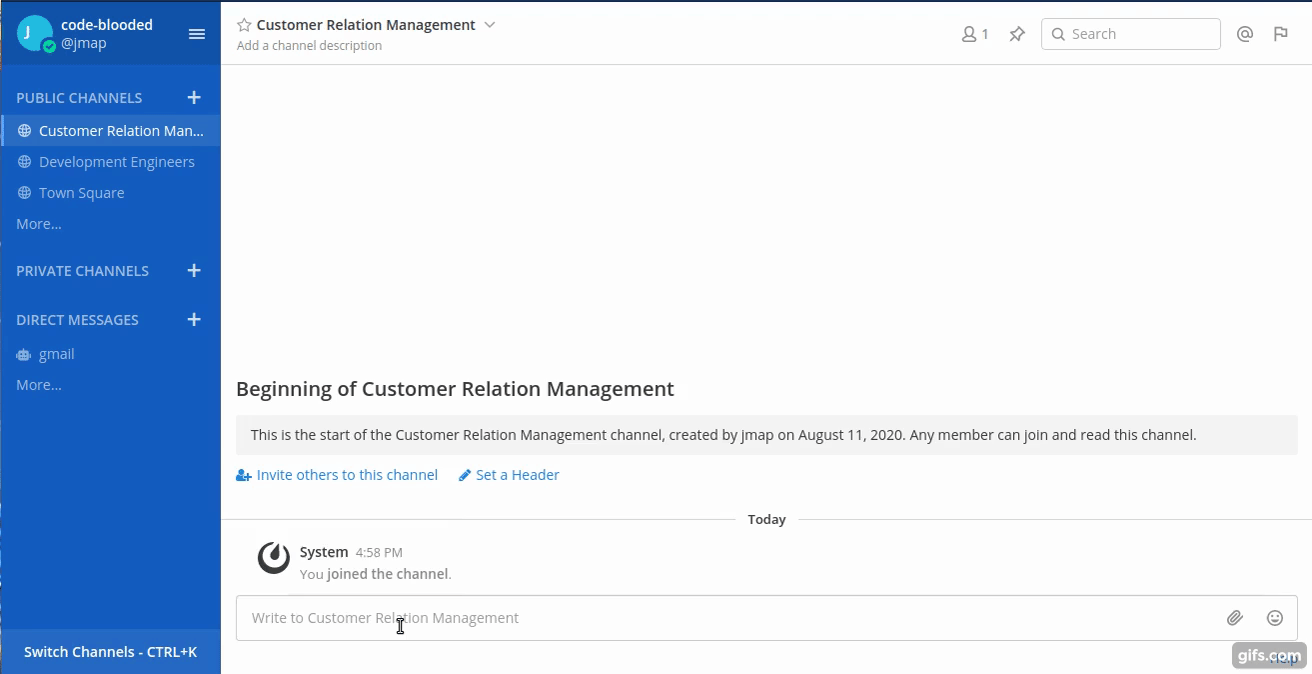 J
code-blooded
@jmap
PUBLIC CHANNELS
Customer Relation Man...
Development Engineers
Town Square
More...
PRIVATE CHANNELS
DIRECT MESSAGES
gmail
More...
Switch Channels - CTRL+K
Customer Relation Management
Add a channel description
1
Search
@
Beginning of Customer Relation Management
This is the start of the Customer Relation Management channel, created by jmap on August 11, 2020. Any member can join and read this channel.
Invite others to this channel
Set a Header
Today
System 4:58 PM
You joined the channel.
Write to Customer Relation Management
Help
gifs.com